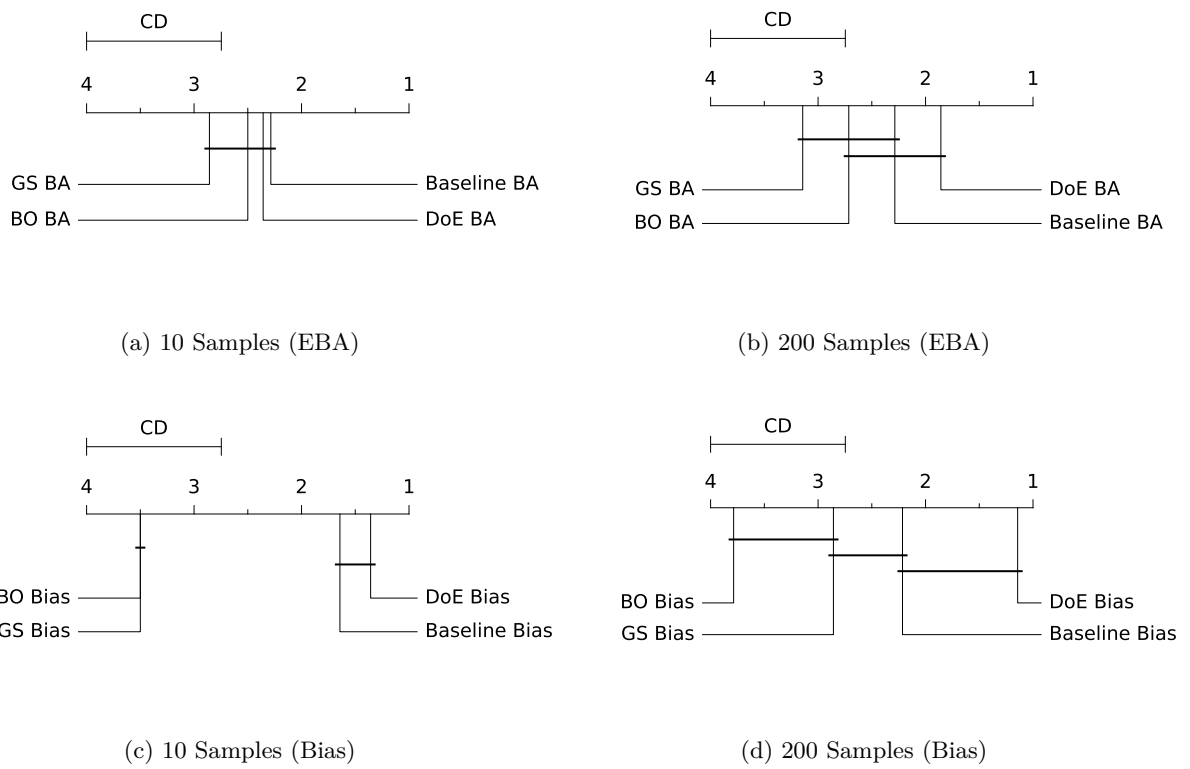 CD
4 3 2 1
GS BA
BO BA
Baseline BA
DoE BA
(a) 10 Samples (EBA)
CD
4 3 2 1
GS BA
BO BA
DoE BA
Baseline BA
(b) 200 Samples (EBA)
CD
4 3 2 1
BO Bias
GS Bias
DoE Bias
Baseline Bias
(c) 10 Samples (Bias)
CD
4 3 2 1
BO Bias
GS Bias
DoE Bias
Baseline Bias
(d) 200 Samples (Bias)